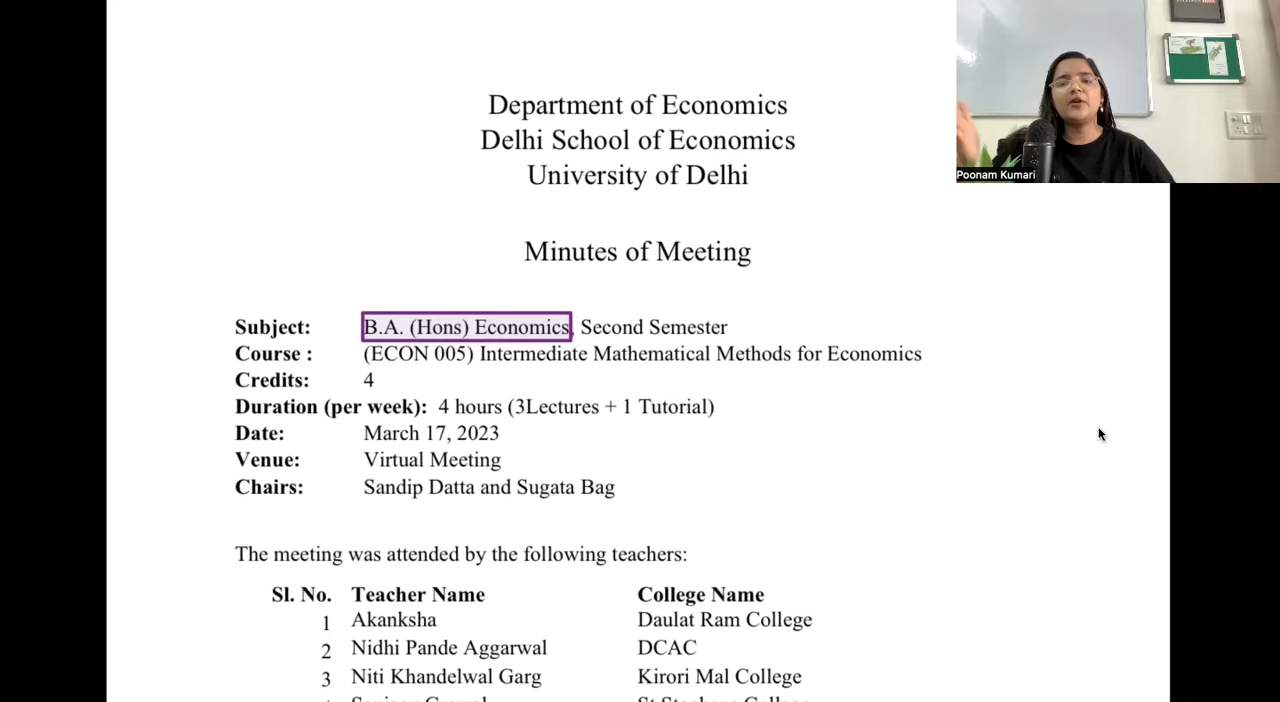 Department of Economics
Delhi School of Economics
University of Delhi
Minutes of Meeting
Subject: B.A. (Hons) Economics, Second Semester
Course : (ECON 005) Intermediate Mathematical Methods for Economics
Credits: 4
Duration (per week): 4 hours (3Lectures + 1 Tutorial)
Date: March 17, 2023
Venue: Virtual Meeting
Chairs: Sandip Datta and Sugata Bag
The meeting was attended by the following teachers:
Sl. No. Teacher Name College Name
1 Akanksha Daulat Ram College
2 Nidhi Pande Aggarwal DCAC
3 Niti Khandelwal Garg Kirori Mal College
Poonam Kumari